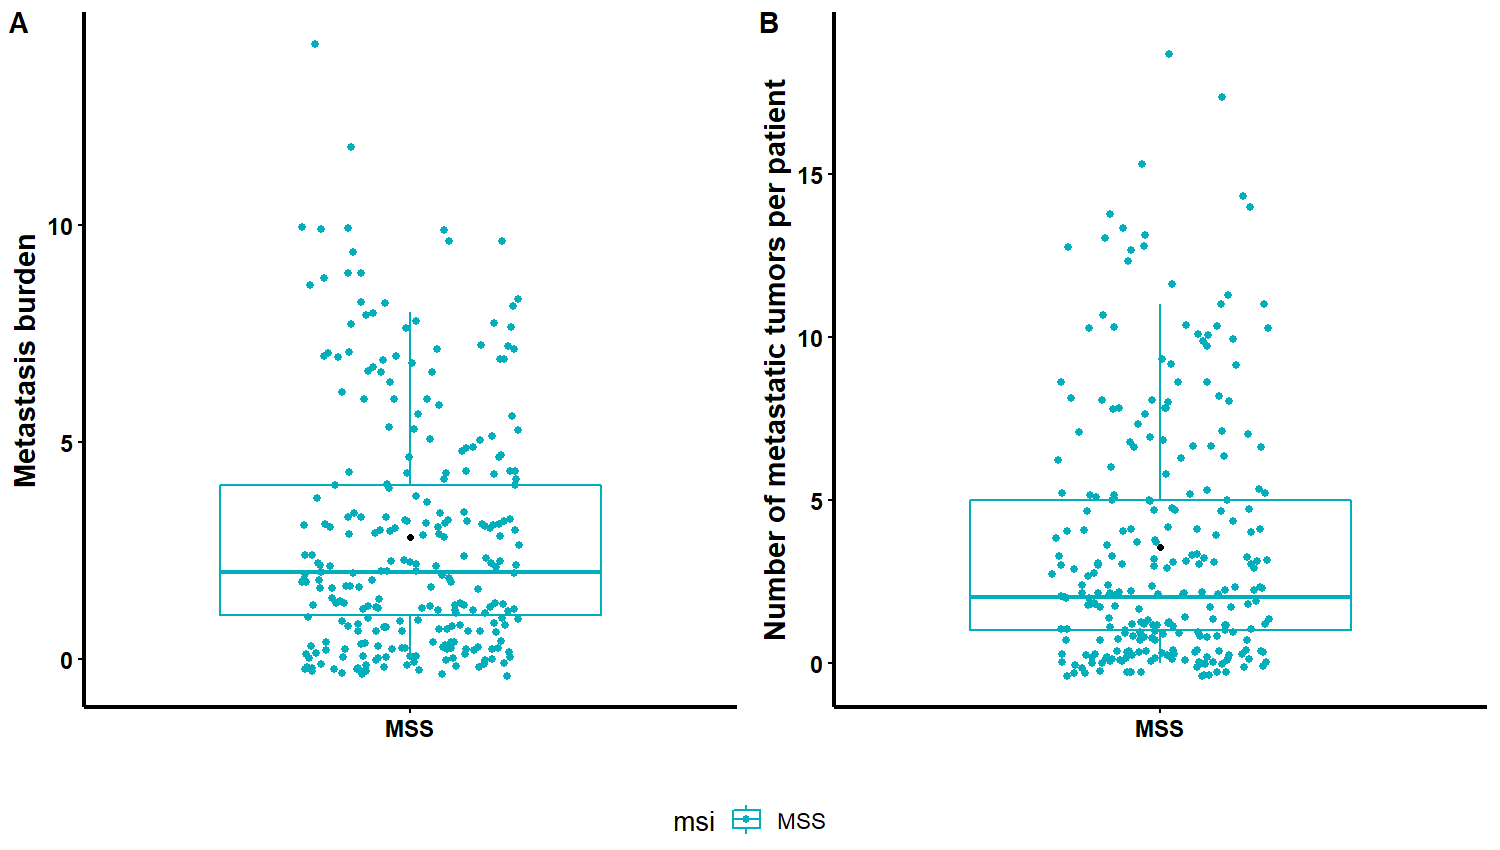 A
Metastasis burden
10
5
0
MSS
B
Number of metastatic tumors per patient
15
10
5
0
MSS
msi MSS